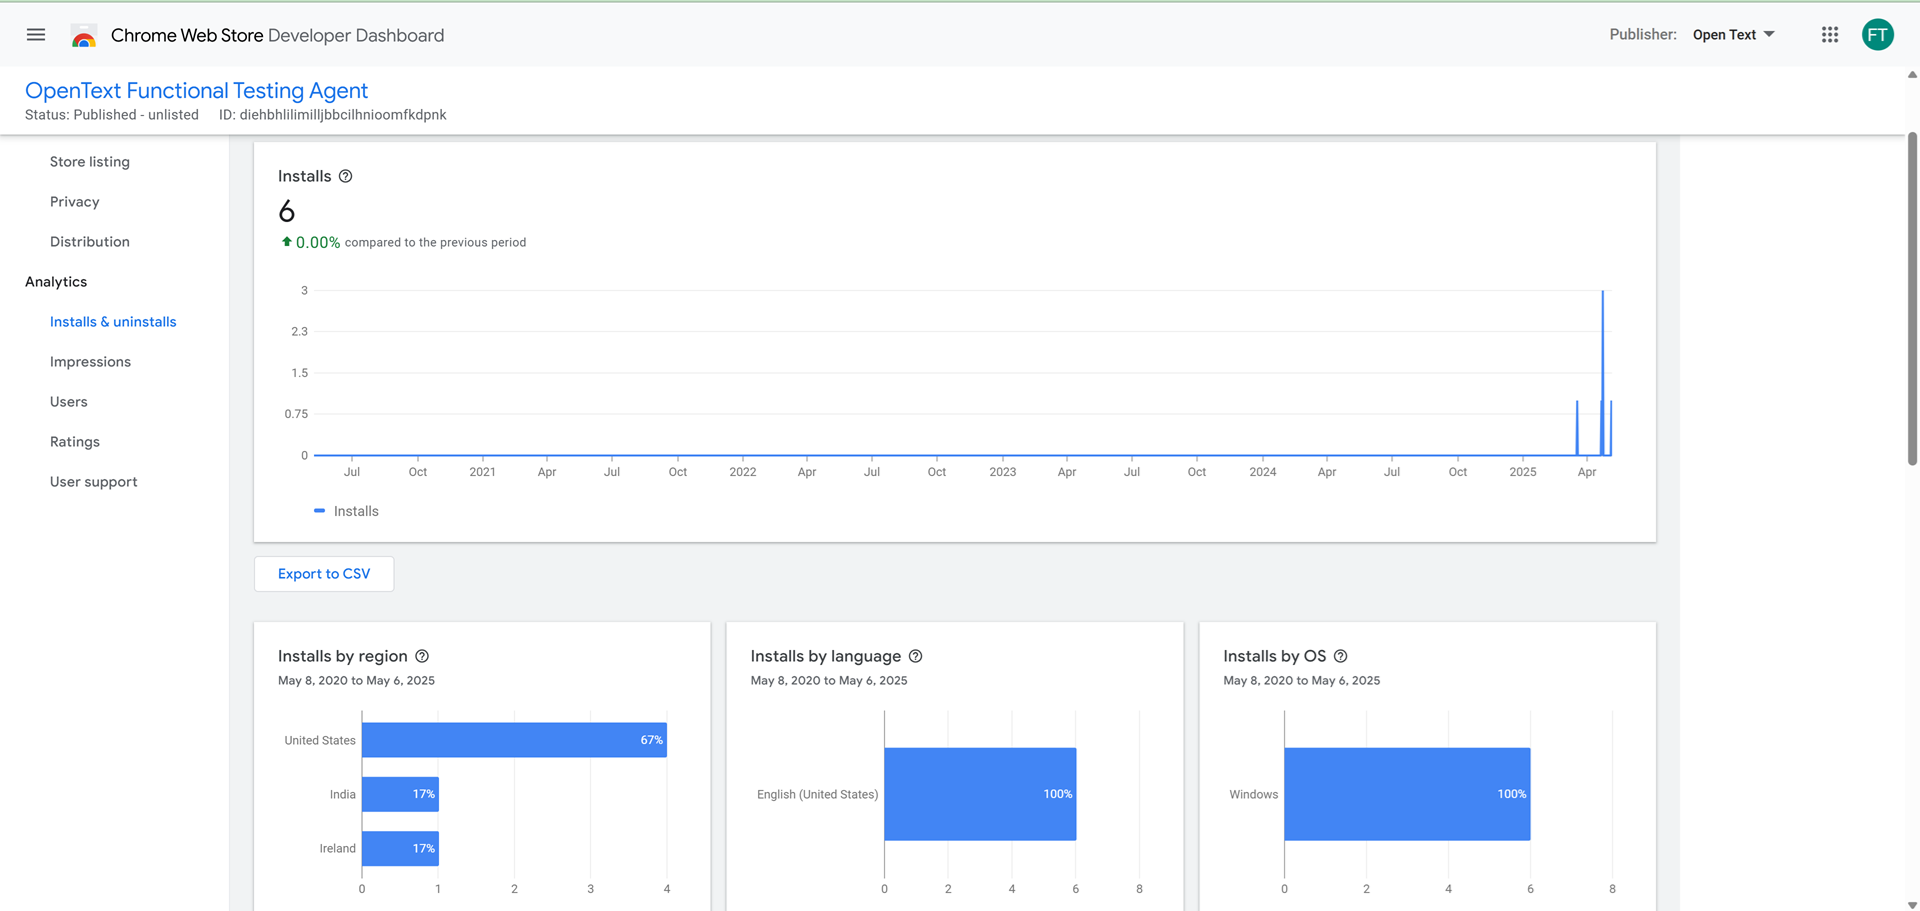 Chrome Web Store Developer Dashboard
Publisher: Open Text
FT
OpenText Functional Testing Agent
Status: Published - unlisted ID: diehbhlilimilljbbcilhnioomfkdpnk
Store listing
Privacy
Distribution
Analytics
Installs & uninstalls
Impressions
Users
Ratings
User support
Installs
6
0.00% compared to the previous period
3
2.3
1.5
0.75
0
Jul Oct 2021 Apr Jul Oct 2022 Apr Jul Oct 2023 Apr Jul Oct 2024 Apr Jul Oct 2025 Apr
Installs
Export to CSV
Installs by region
May 8, 2020 to May 6, 2025
United States 67%
India 17%
Ireland 17%
0 1 2 3 4
Installs by language
May 8, 2020 to May 6, 2025
English (United States) 100%
0 2 4 6 8
Installs by OS
May 8, 2020 to May 6, 2025
Windows 100%
0 2 4 6 8